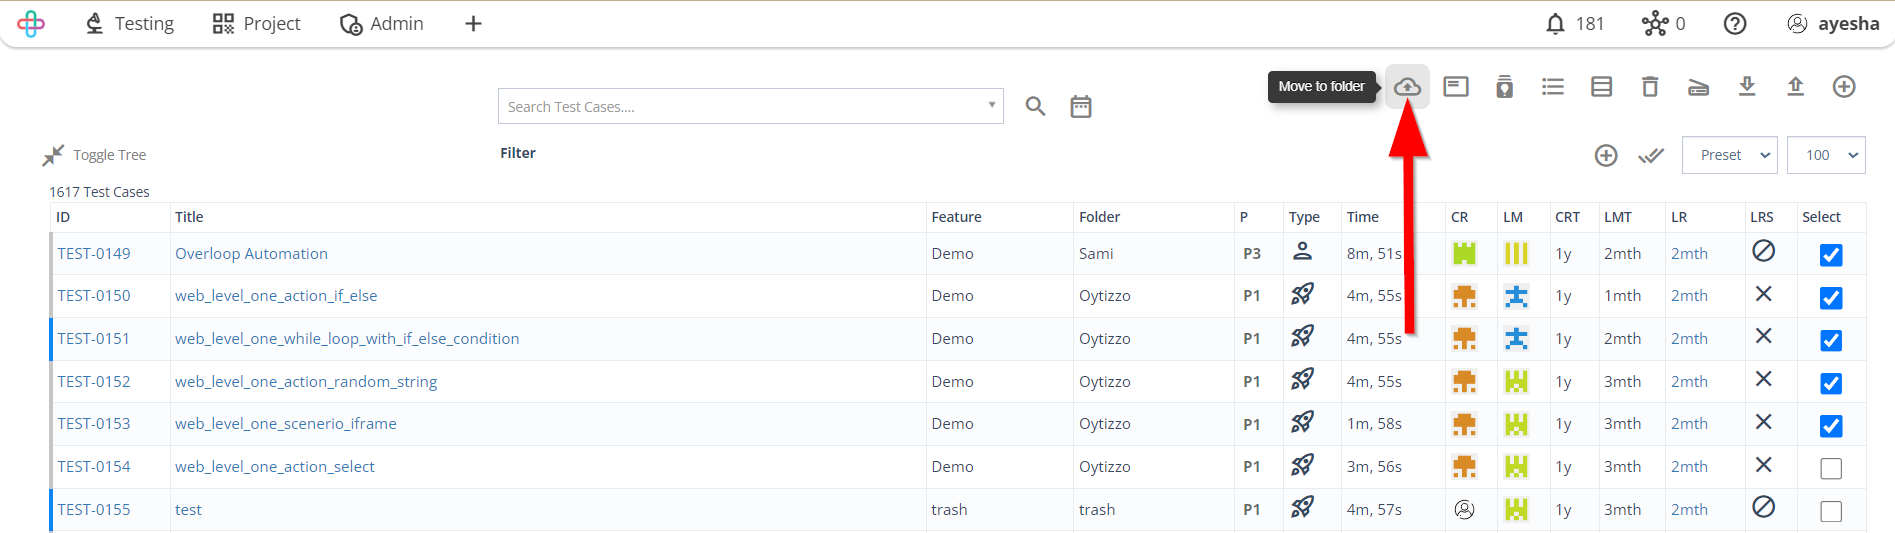 Testing Project Admin 181 0 ayesha
Move to folder
Search Test Cases....
Toggle Tree Filter Preset 100
1617 Test Cases
ID Title Feature Folder P Type Time CR LM CRT LMT LR LRS Select
TEST-0149 Overloop Automation Demo Sami P3 8m, 51s 1y 2mth 2mth
TEST-0150 web_level_one_action_if_else Demo Oytizzo P1 4m, 55s 1y 1mth 2mth
TEST-0151 web_level_one_while_loop_with_if_else_condition Demo Oytizzo P1 4m, 55s 1y 2mth 2mth
TEST-0152 web_level_one_action_random_string Demo Oytizzo P1 4m, 55s 1y 3mth 2mth
TEST-0153 web_level_one_scenerio_iframe Demo Oytizzo P1 1m, 58s 1y 3mth 2mth
TEST-0154 web_level_one_action_select Demo Oytizzo P1 3m, 56s 1y 3mth 2mth
TEST-0155 test trash trash P1 4m, 57s 1y 3mth 2mth